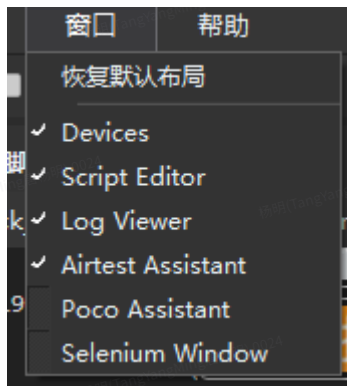 窗口 帮助
恢复默认布局
Devices
脚
Script Editor
Log Viewer
Airtest Assistant
Poco Assistant
Selenium Window